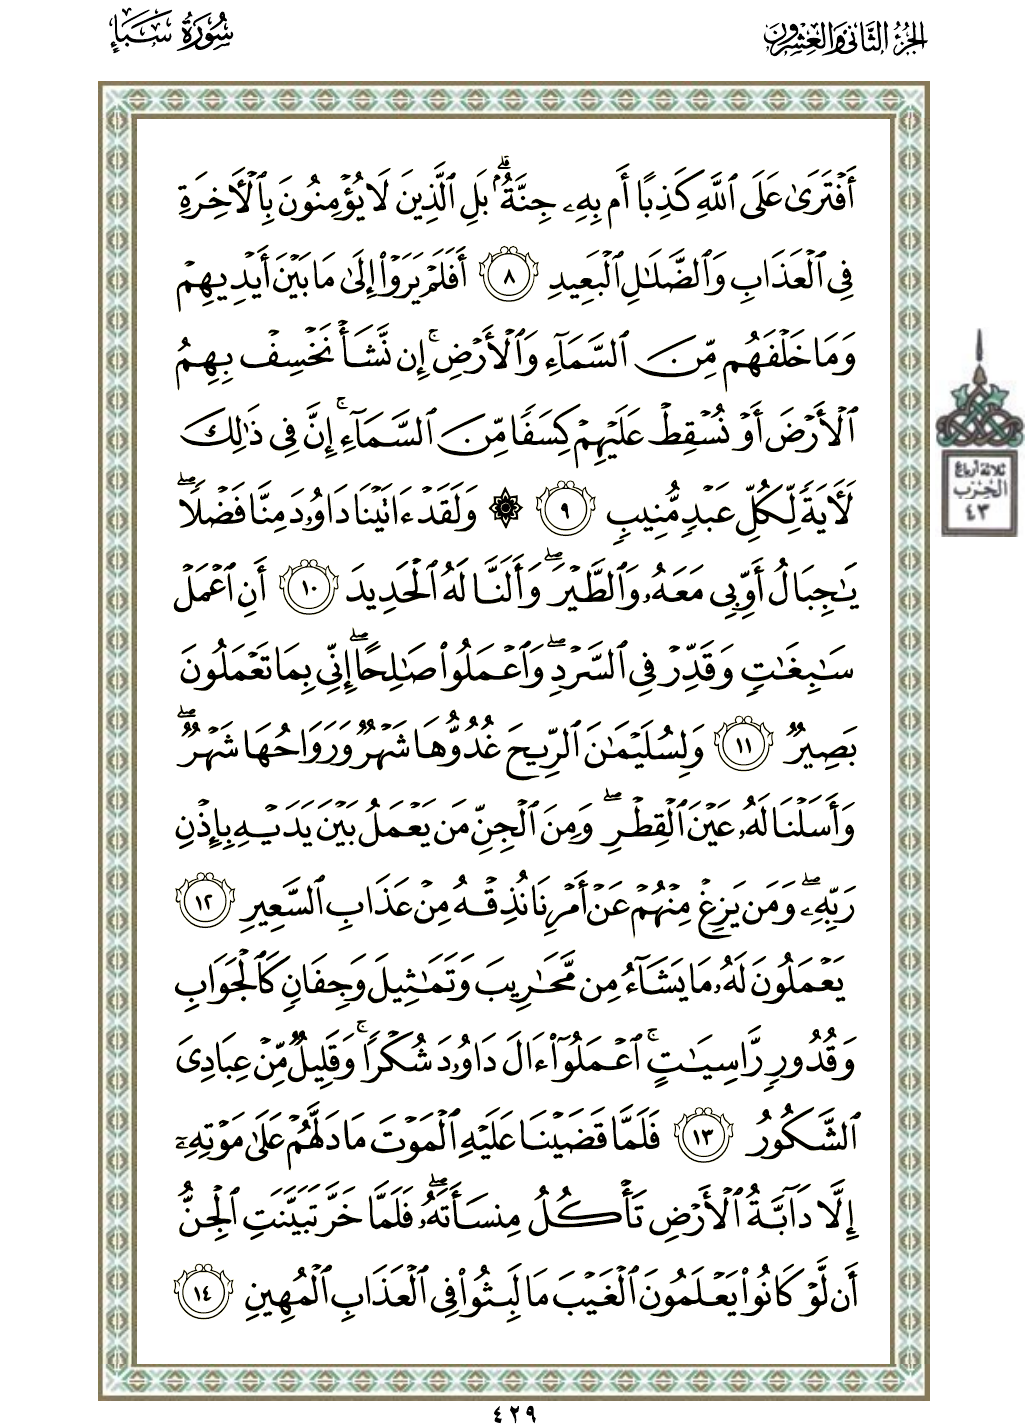 الجزء الثاني والعشرون
سورة سبأ
أَفْتَرَىٰ عَلَى ٱللَّهِ كَذِبًا أَم بِهِۦ جِنَّةٌۢ ۗ بَلِ ٱلَّذِينَ لَا يُؤْمِنُونَ بِٱلْـَٔاخِرَةِ
فِى ٱلْعَذَابِ وَٱلضَّلَـٰلِ ٱلْبَعِيدِ ٨ أَفَلَمْ يَرَوْا۟ إِلَىٰ مَا بَيْنَ أَيْدِيهِمْ
وَمَا خَلْفَهُم مِّنَ ٱلسَّمَآءِ وَٱلْأَرْضِ ۚ إِن نَّشَأْ نَخْسِفْ بِهِمُ
ٱلْأَرْضَ أَوْ نُسْقِطْ عَلَيْهِمْ كِسَفًا مِّنَ ٱلسَّمَآءِ ۚ إِنَّ فِى ذَٰلِكَ
لَـَٔايَةً لِّكُلِّ عَبْدٍ مُّنِيبٍ ٩ ۞ وَلَقَدْ ءَاتَيْنَا دَاوُۥدَ مِنَّا فَضْلًا ۖ
يَـٰجِبَالُ أَوِّبِى مَعَهُۥ وَٱلطَّيْرَ ۖ وَأَلَنَّا لَهُ ٱلْحَدِيدَ ١٠ أَنِ ٱعْمَلْ
سَـٰبِغَـٰتٍ وَقَدِّرْ فِى ٱلسَّرْدِ ۖ وَٱعْمَلُوا۟ صَـٰلِحًا ۖ إِنِّى بِمَا تَعْمَلُونَ
بَصِيرٌ ١١ وَلِسُلَيْمَـٰنَ ٱلرِّيحَ غُدُوُّهَا شَهْرٌ وَرَوَاحُهَا شَهْرٌ ۖ
وَأَسَلْنَا لَهُۥ عَيْنَ ٱلْقِطْرِ ۖ وَمِنَ ٱلْجِنِّ مَن يَعْمَلُ بَيْنَ يَدَيْهِ بِإِذْنِ
رَبِّهِۦ ۖ وَمَن يَزِغْ مِنْهُمْ عَنْ أَمْرِنَا نُذِقْهُ مِنْ عَذَابِ ٱلسَّعِيرِ ١٢
يَعْمَلُونَ لَهُۥ مَا يَشَآءُ مِن مَّحَـٰرِيبَ وَتَمَـٰثِيلَ وَجِفَانٍ كَٱلْجَوَابِ
وَقُدُورٍ رَّاسِيَـٰتٍ ۚ ٱعْمَلُوٓا۟ ءَالَ دَاوُۥدَ شُكْرًا ۚ وَقَلِيلٌ مِّنْ عِبَادِىَ
ٱلشَّكُورُ ١٣ فَلَمَّا قَضَيْنَا عَلَيْهِ ٱلْمَوْتَ مَا دَلَّهُمْ عَلَىٰ مَوْتِهِۦٓ
إِلَّا دَآبَّةُ ٱلْأَرْضِ تَأْكُلُ مِنسَأَتَهُۥ ۖ فَلَمَّا خَرَّ تَبَيَّنَتِ ٱلْجِنُّ
أَن لَّوْ كَانُوا۟ يَعْلَمُونَ ٱلْغَيْبَ مَا لَبِثُوا۟ فِى ٱلْعَذَابِ ٱلْمُهِينِ ١٤
ثلاثة أرباع
الحزب
٤٣
٤٢٩